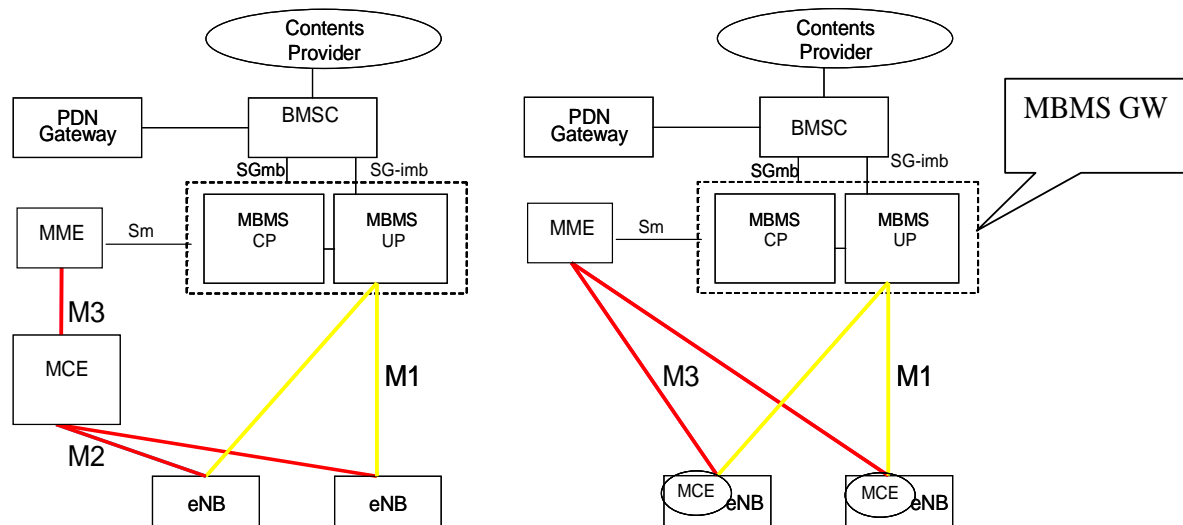 Contents
Provider
PDN
Gateway
BMSC
SGmb
SG-imb
MBMS
CP
MBMS
UP
MME
Sm
M3
MCE
M1
M2
eNB
eNB
Contents
Provider
MBMS GW
PDN
Gateway
BMSC
SGmb
SG-imb
MBMS
CP
MBMS
UP
MME
Sm
M3
M1
MCE
eNB
MCE
eNB